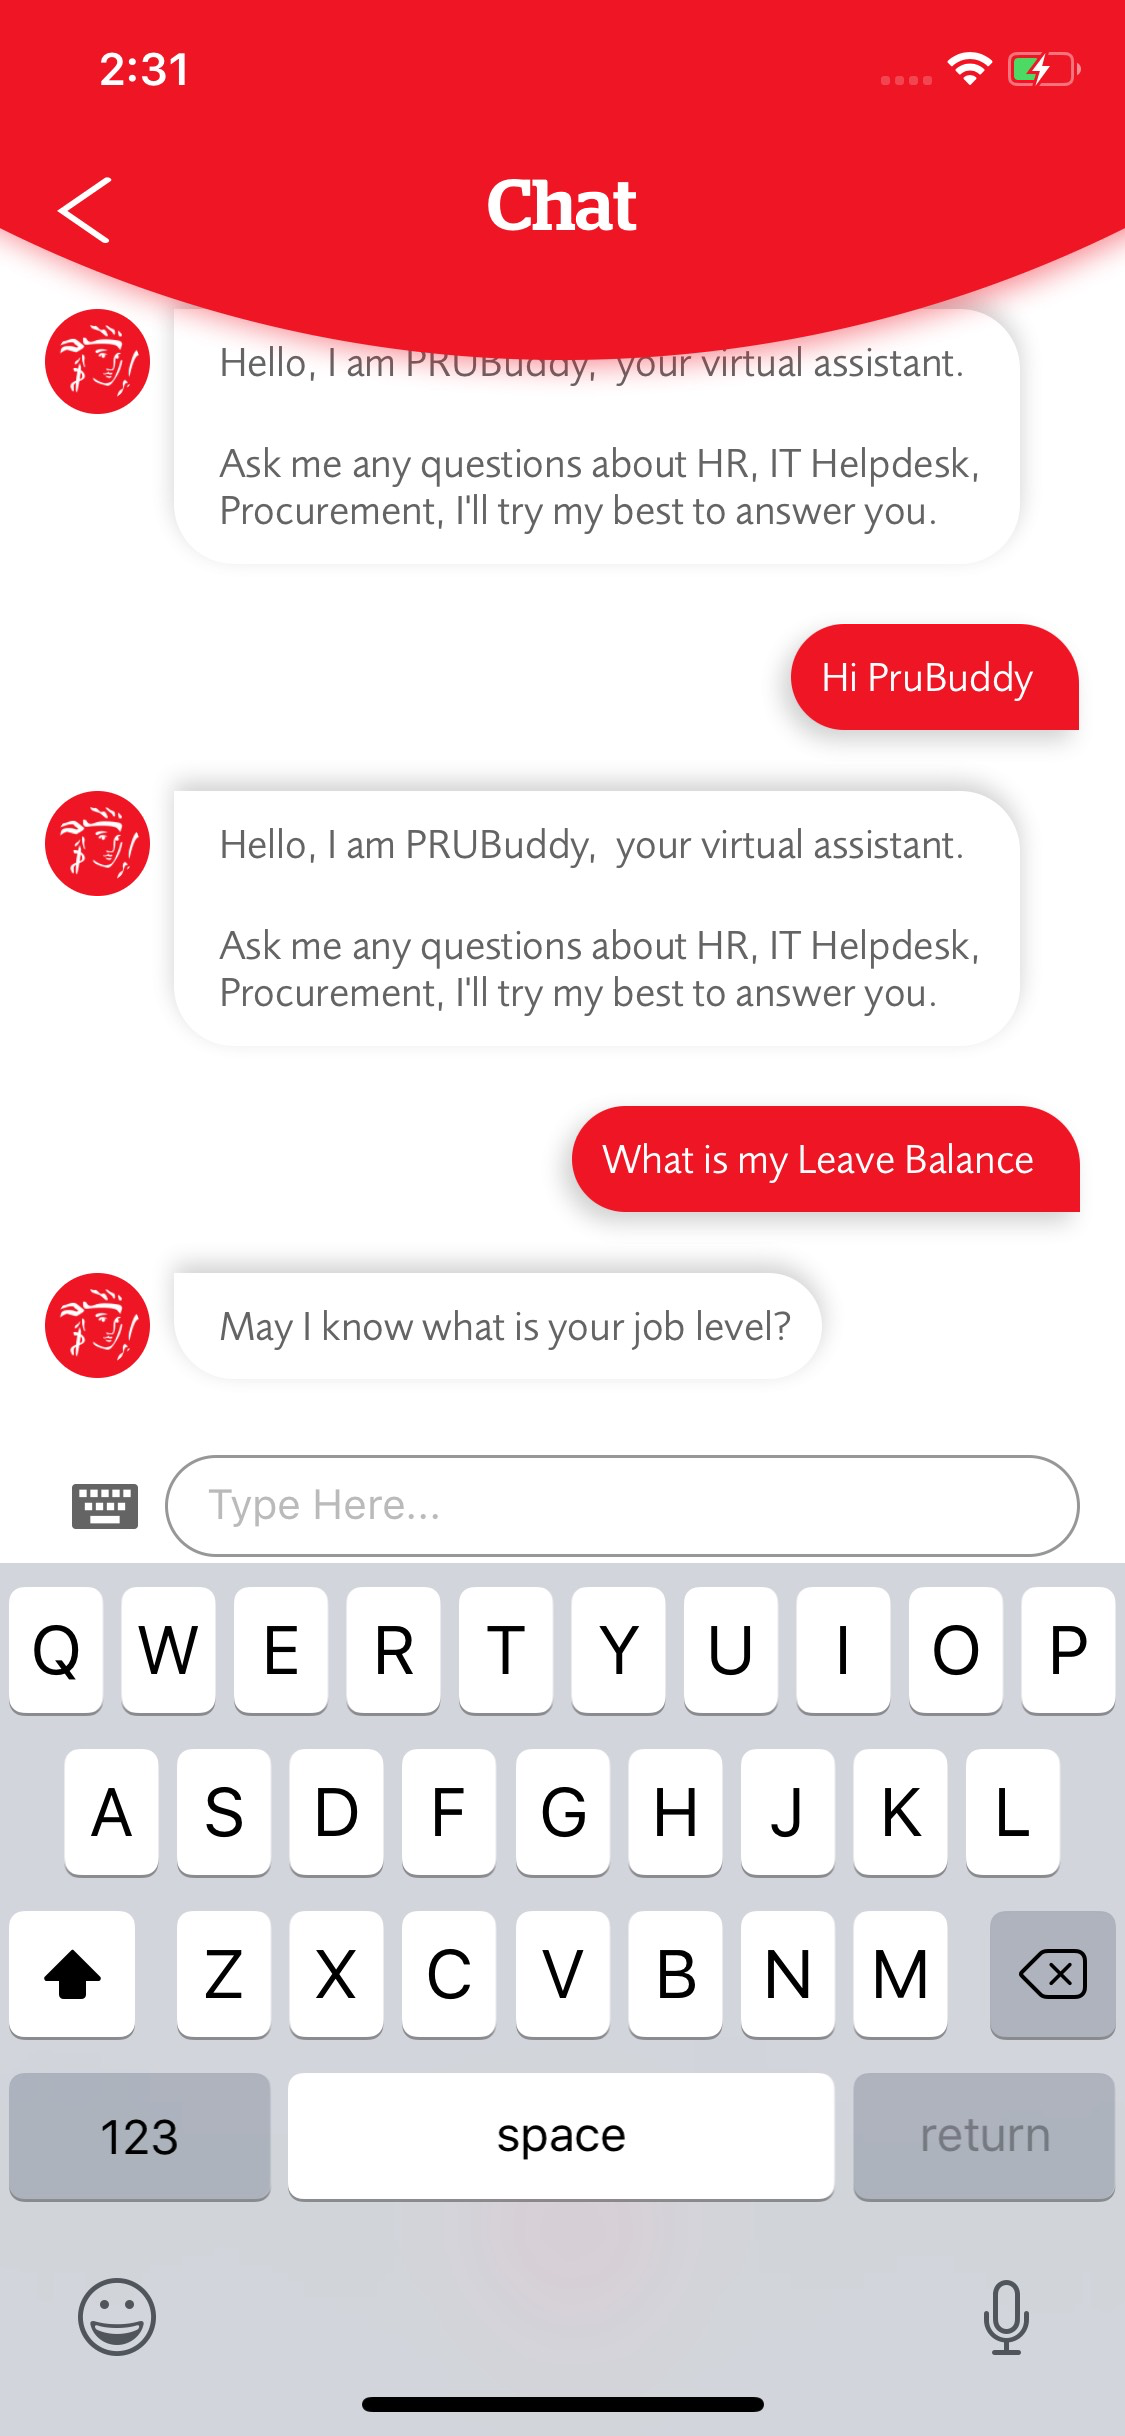 2:31
Chat
Hello, I am PRUBuddy,  your virtual assistant.
Ask me any questions about HR, IT Helpdesk,
Procurement, I'll try my best to answer you.
Hi PruBuddy
Hello, I am PRUBuddy,  your virtual assistant.
Ask me any questions about HR, IT Helpdesk,
Procurement, I'll try my best to answer you.
What is my Leave Balance
May I know what is your job level?
Type Here...
Q W E R T Y U I O P
A S D F G H J K L
Z X C V B N M
123 space return